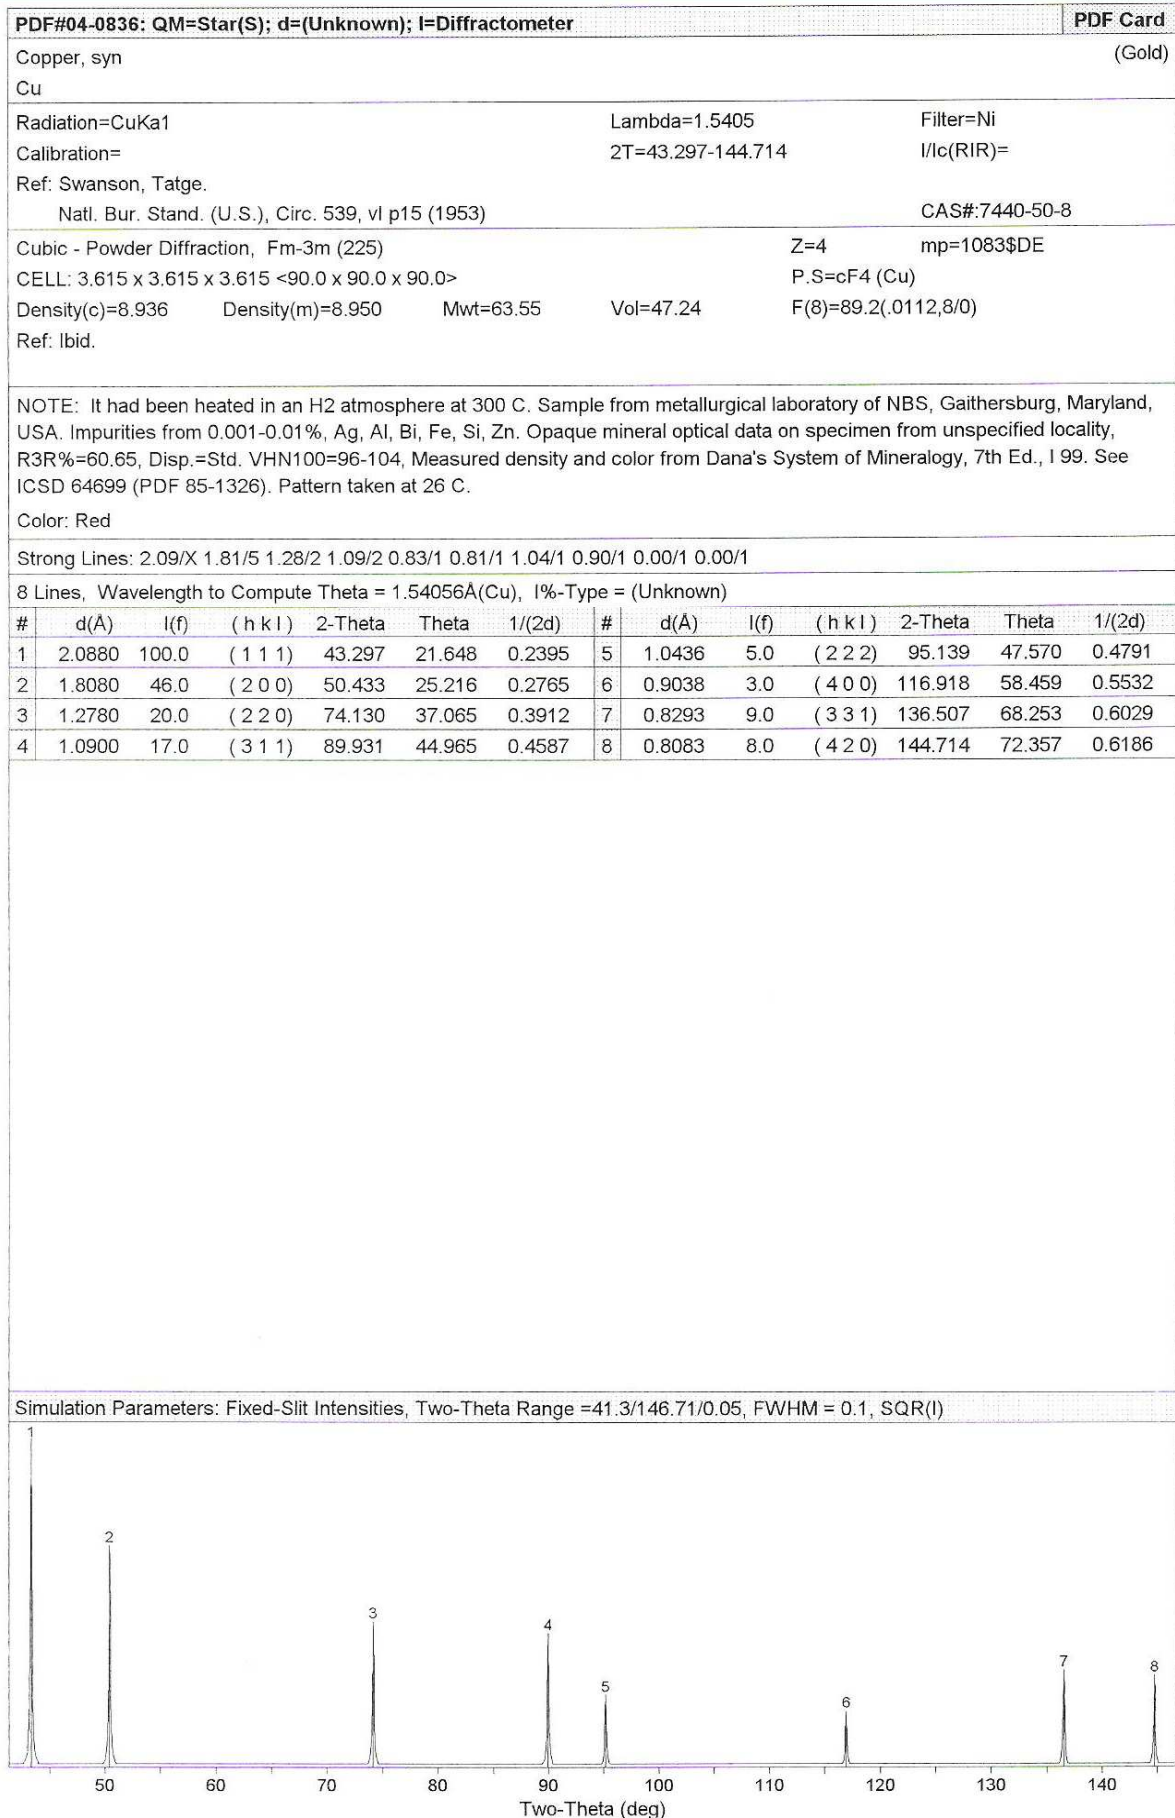 PDF#04-0836: QM=Star(S); d=(Unknown); I=Diffractometer PDF Card
Copper, syn (Gold)
Cu
Radiation=CuKa1 Lambda=1.5405 Filter=Ni
Calibration= 2T=43.297-144.714 I/Ic(RIR)=
Ref: Swanson, Tatge.
Natl. Bur. Stand. (U.S.), Circ. 539, vI p15 (1953) CAS#:7440-50-8
Cubic - Powder Diffraction, Fm-3m (225) Z=4 mp=1083$DE
CELL: 3.615 x 3.615 x 3.615 <90.0 x 90.0 x 90.0> P.S=cF4 (Cu)
Density(c)=8.936 Density(m)=8.950 Mwt=63.55 Vol=47.24 F(8)=89.2(.0112,8/0)
Ref: Ibid.
NOTE: It had been heated in an H2 atmosphere at 300 C. Sample from metallurgical laboratory of NBS, Gaithersburg, Maryland,
USA. Impurities from 0.001-0.01%, Ag, Al, Bi, Fe, Si, Zn. Opaque mineral optical data on specimen from unspecified locality,
R3R%=60.65, Disp.=Std. VHN100=96-104, Measured density and color from Dana's System of Mineralogy, 7th Ed., I 99. See
ICSD 64699 (PDF 85-1326). Pattern taken at 26 C.
Color: Red
Strong Lines: 2.09/X 1.81/5 1.28/2 1.09/2 0.83/1 0.81/1 1.04/1 0.90/1 0.00/1 0.00/1
8 Lines, Wavelength to Compute Theta = 1.54056Å(Cu), I%-Type = (Unknown)
# d(Å) I(f) (h k l) 2-Theta Theta 1/(2d) # d(Å) I(f) (h k l) 2-Theta Theta 1/(2d)
1 2.0880 100.0 (1 1 1) 43.297 21.648 0.2395 5 1.0436 5.0 (2 2 2) 95.139 47.570 0.4791
2 1.8080 46.0 (2 0 0) 50.433 25.216 0.2765 6 0.9038 3.0 (4 0 0) 116.918 58.459 0.5532
3 1.2780 20.0 (2 2 0) 74.130 37.065 0.3912 7 0.8293 9.0 (3 3 1) 136.507 68.253 0.6029
4 1.0900 17.0 (3 1 1) 89.931 44.965 0.4587 8 0.8083 8.0 (4 2 0) 144.714 72.357 0.6186
Simulation Parameters: Fixed-Slit Intensities, Two-Theta Range =41.3/146.71/0.05, FWHM = 0.1, SQR(I)
1
2
3
4
5
6
7
8
50 60 70 80 90 100 110 120 130 140
Two-Theta (deg)